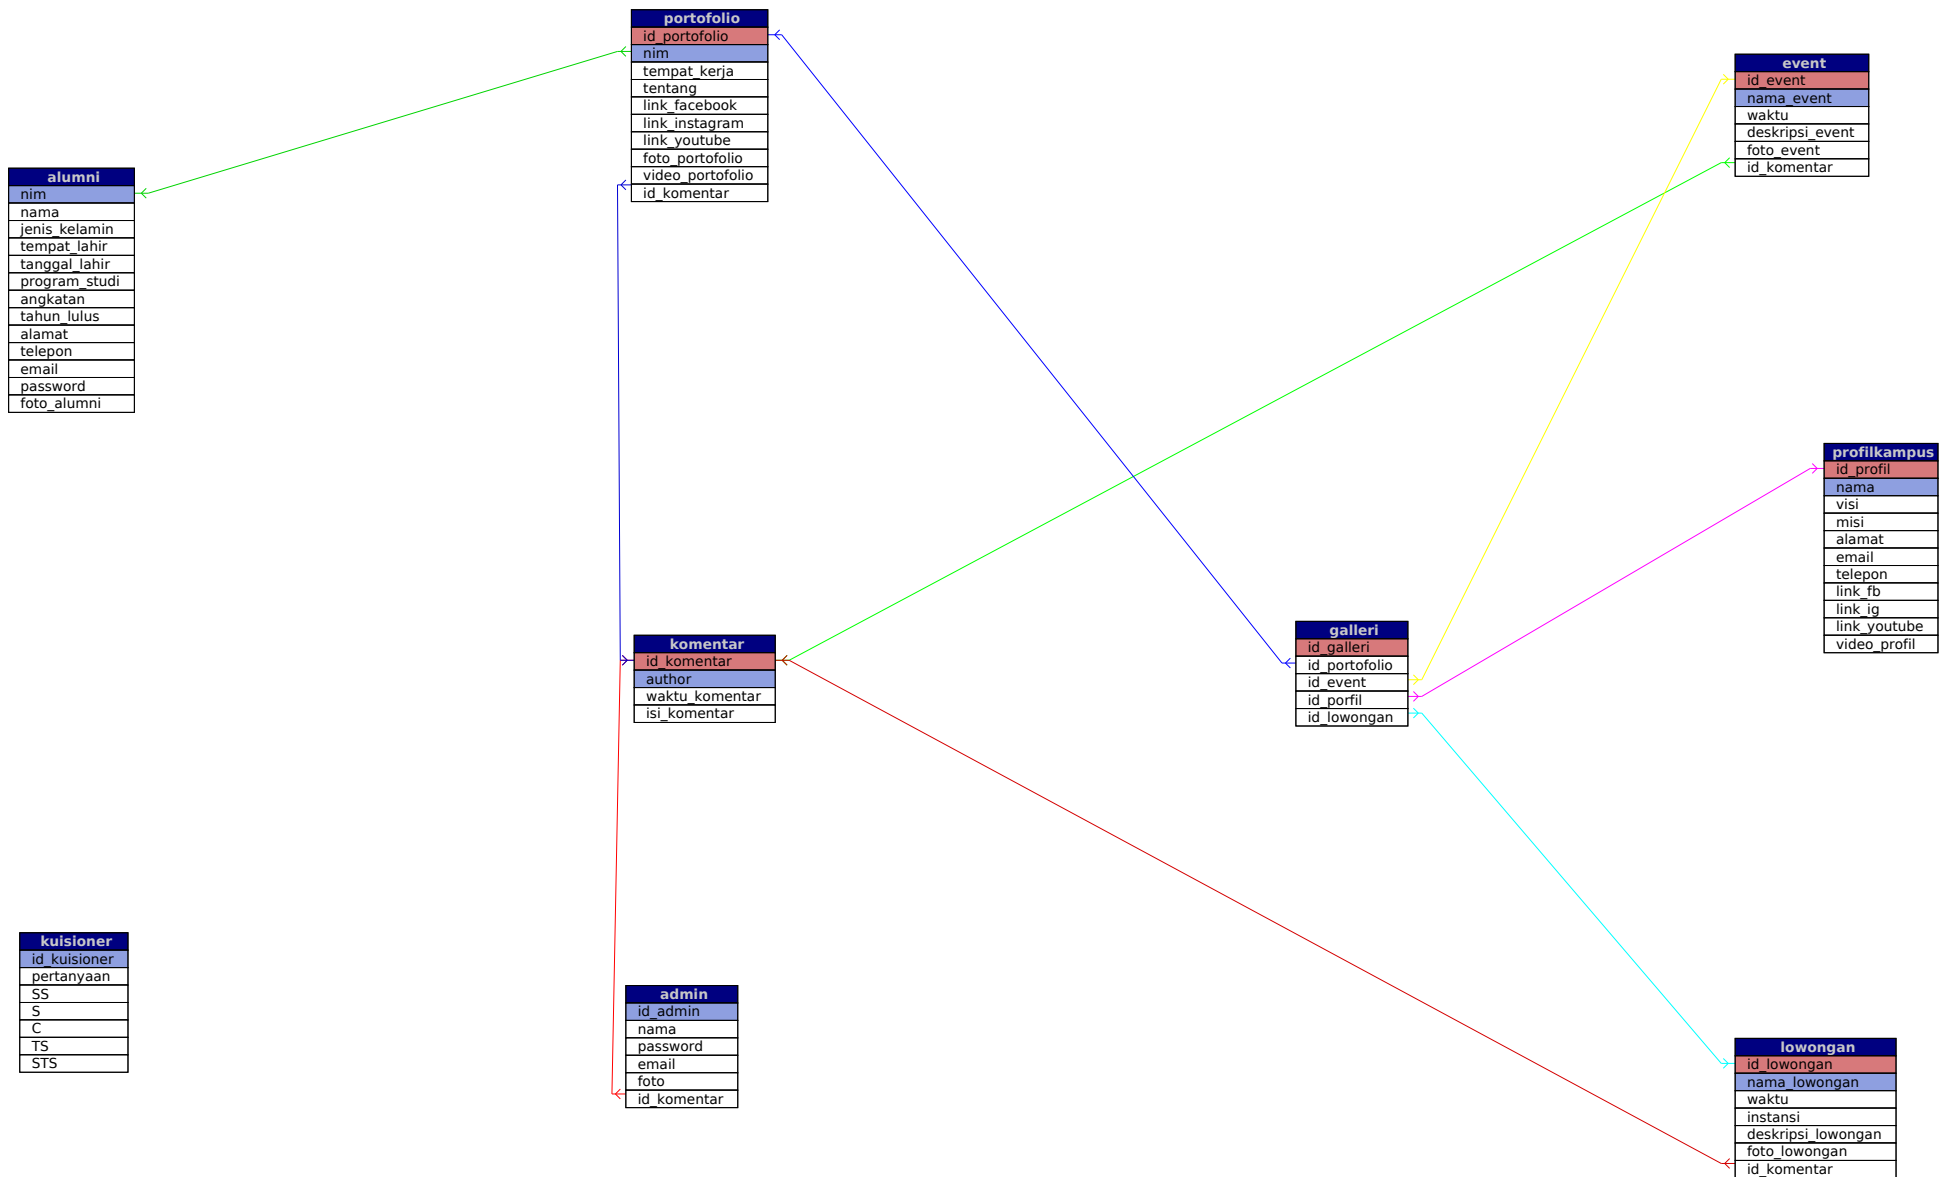 portofolio
id_portofolio
nim
tempat_kerja
tentang
link_facebook
link_instagram
link_youtube
foto_portofolio
video_portofolio
id_komentar
event
id_event
nama_event
waktu
deskripsi_event
foto_event
id_komentar
alumni
nim
nama
jenis_kelamin
tempat_lahir
tanggal_lahir
program_studi
angkatan
tahun_lulus
alamat
telepon
email
password
foto_alumni
profilkampus
id_profil
nama
visi
misi
alamat
email
telepon
link_fb
link_ig
link_youtube
video_profil
komentar
id_komentar
author
waktu_komentar
isi_komentar
galleri
id_galleri
id_portofolio
id_event
id_porfil
id_lowongan
kuisioner
id_kuisioner
pertanyaan
SS
S
C
TS
STS
admin
id_admin
nama
password
email
foto
id_komentar
lowongan
id_lowongan
nama_lowongan
waktu
instansi
deskripsi_lowongan
foto_lowongan
id_komentar